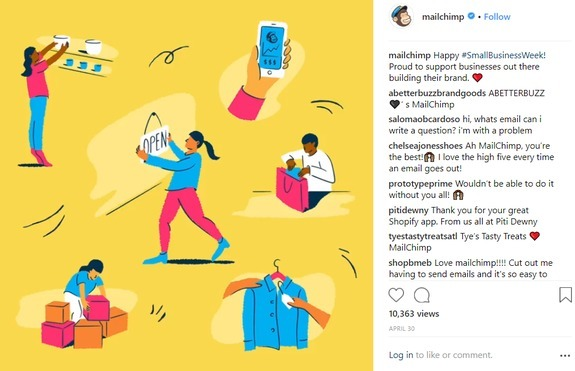 $$$
OPEN
mailchimp • Follow
mailchimp Happy #SmallBusinessWeek!
Proud to support businesses out there
building their brand. ❤️
abetterbuzzbrandgoods ABETTERBUZZ
🖤 ' s MailChimp
salomaobcardoso hi, whats email can i
write a question? i'm with a problem
chelseajonesshoes Ah MailChimp, you're
the best!🙌🏽 I love the high five every time
an email goes out!
prototypeprime Wouldn't be able to do it
without you all! 🙌🏽
pitidewny Thank you for your great
Shopify app. From us all at Piti Dewny
tyestastytreatsatl Tye's Tasty Treats ❤️
MailChimp
shopbmeb Love mailchimp!!!! Cut out me
having to send emails and it's so easy to
10,363 views
APRIL 30
Log in to like or comment.